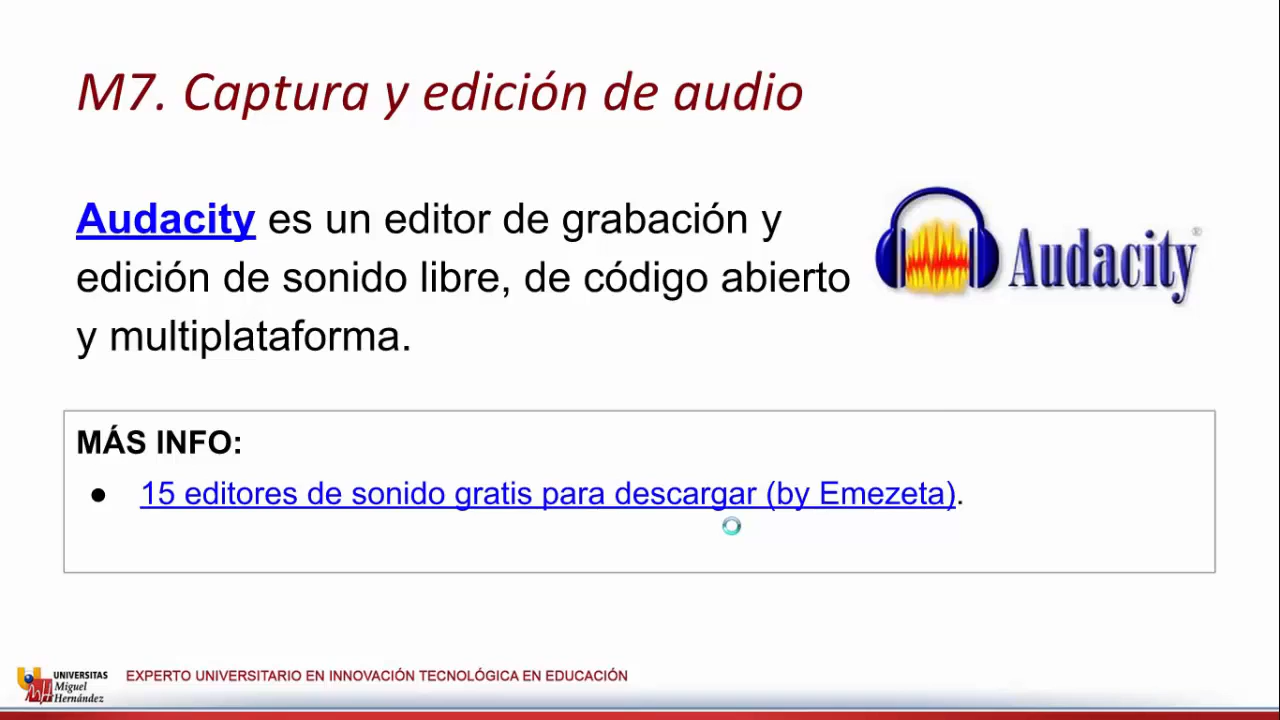 M7. Captura y edición de audio
Audacity es un editor de grabación y
edición de sonido libre, de código abierto
y multiplataforma.
Audacity®
MÁS INFO:
● 15 editores de sonido gratis para descargar (by Emezeta).
UNIVERSITAS
Miguel
Hernández
EXPERTO UNIVERSITARIO EN INNOVACIÓN TECNOLÓGICA EN EDUCACIÓN